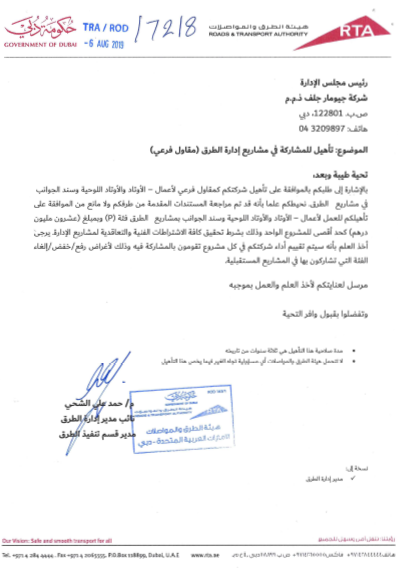 حكومة دبي
GOVERNMENT OF DUBAI
TRA / ROD / 7218
- 6 AUG 2019
هيئة الطرق والمواصلات
ROADS & TRANSPORT AUTHORITY
RTA
رئيس مجلس الإدارة
شركة جيومار جلف ذ.م.م
ص.ب. 122801، دبي
هاتف: 3209897 04
الموضوع: تأهيل للمشاركة في مشاريع إدارة الطرق (مقاول فرعي)
تحية طيبة وبعد،
بالإشارة إلى طلبكم بالموافقة على تأهيل شركتكم كمقاول فرعي لأعمال – الأوتاد والأوتاد اللوحية وسند الجوانب
في مشاريع الطرق. نحيطكم علما بأنه قد تم مراجعة المستندات المقدمة من طرفكم ولا مانع من الموافقة على
تأهيلكم للعمل لأعمال – الأوتاد والأوتاد اللوحية وسند الجوانب بمشاريع الطرق فئة (P) وبمبلغ (عشرون مليون
درهم) كحد أقصى للمشروع الواحد وذلك بشرط تحقيق كافة الاشتراطات الفنية والتعاقدية لمشاريع الإدارة. يرجى
أخذ العلم بأنه سيتم تقييم أداء شركتكم في كل مشروع تقومون بالمشاركة فيه وذلك لأغراض رفع/خفض/إلغاء
الفئة التي تشاركون بها في المشاريع المستقبلية.
مرسل لعنايتكم لأخذ العلم والعمل بموجبه
وتفضلوا بقبول وافر التحية
• مدة صلاحية هذا التأهيل هي ثلاثة سنوات من تاريخه
• لا تتحمل هيئة الطرق والمواصلات أي مسؤولية تجاه الغير فيما يخص هذا التأهيل
م/ حمد علي الشحي
نائب مدير إدارة الطرق
مدير قسم تنفيذ الطرق
هيئة الطرق والمواصلات
الامارات العربية المتحدة - دبي
نسخة إلى:
✓ مدير إدارة الطرق
Our Vision: Safe and smooth transport for all
رؤيتنا: تنقل آمن وسهل للجميع
Tel. +971 4 284 4444 . Fax +971 4 2065555. P.O.Box 118899, Dubai, U.A.E
www.rta.ae